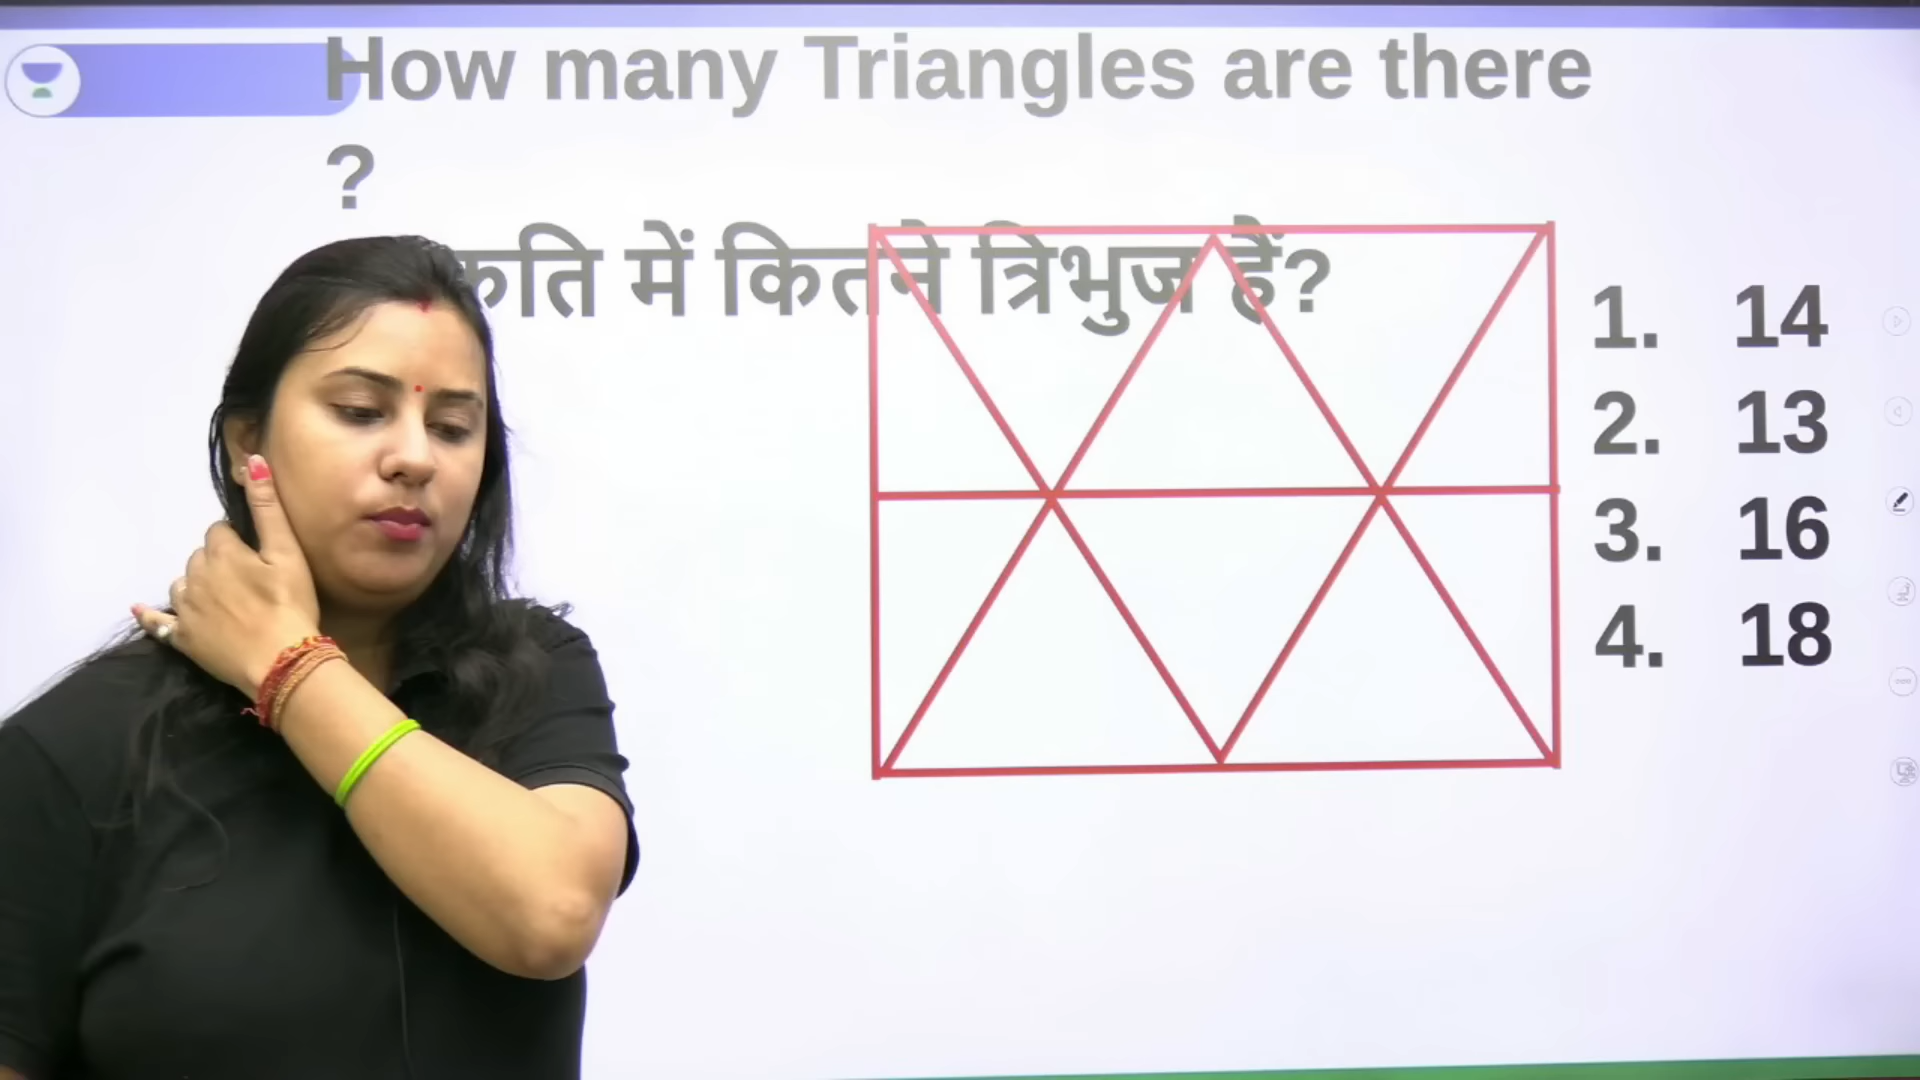 How many Triangles are there
?
कृति में कितने त्रिभुज हैं?
1. 14
2. 13
3. 16
4. 18